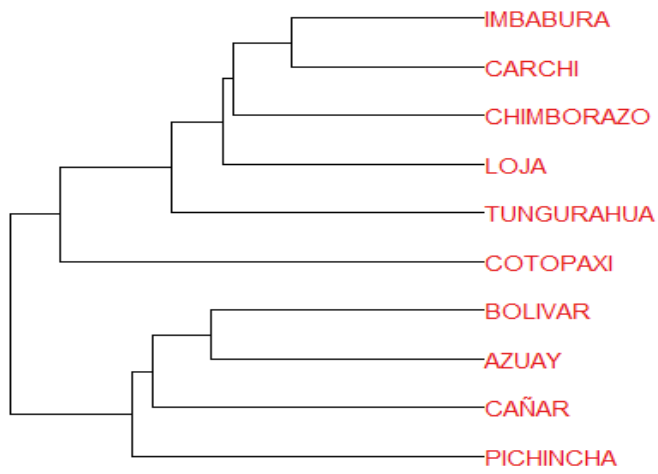 IMBABURA
CARCHI
CHIMBORAZO
LOJA
TUNGURAHUA
COTOPAXI
BOLIVAR
AZUAY
CAÑAR
PICHINCHA